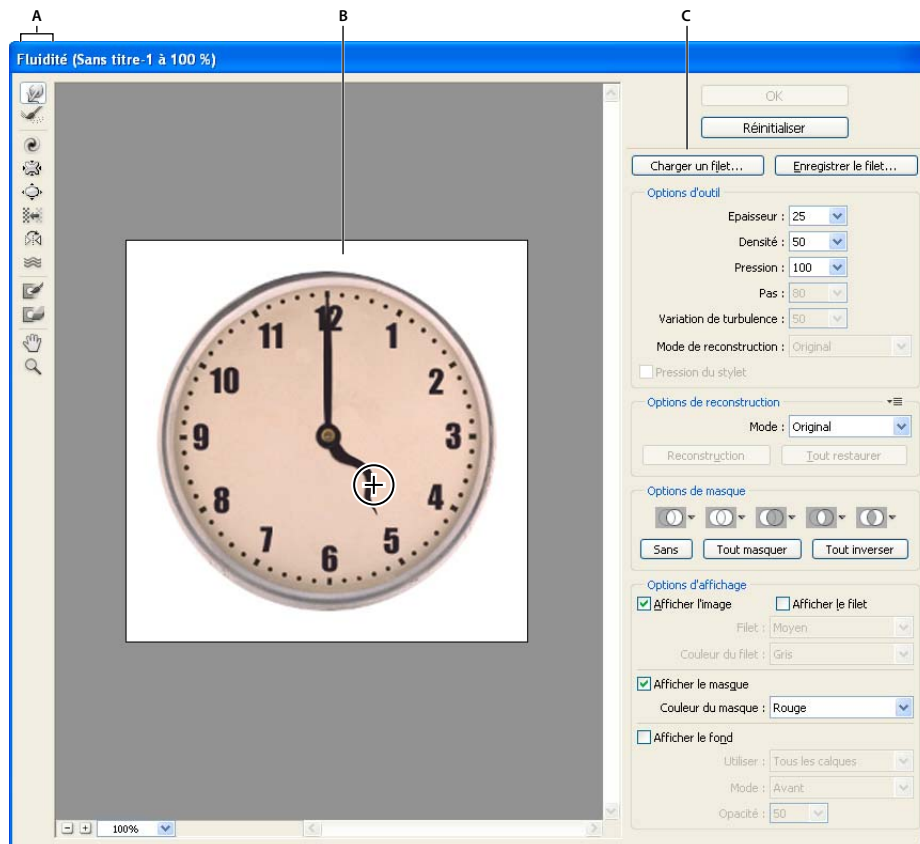 A
B
C
Fluidité (Sans titre-1 à 100 %)
OK
Réinitialiser
Charger un filet...
Enregistrer le filet...
Options d'outil
Epaisseur : 25
Densité : 50
Pression : 100
Pas : 80
Variation de turbulence : 50
Mode de reconstruction : Original
Pression du stylet
Options de reconstruction
Mode : Original
Reconstruction
Tout restaurer
Options de masque
Sans
Tout masquer
Tout inverser
Options d'affichage
Afficher l'image
Afficher le filet
Filet : Moyen
Couleur du filet : Gris
Afficher le masque
Couleur du masque : Rouge
Afficher le fond
Utiliser : Tous les calques
Mode : Avant
Opacité : 50
12
1
2
3
4
5
6
7
8
9
10
11
100%